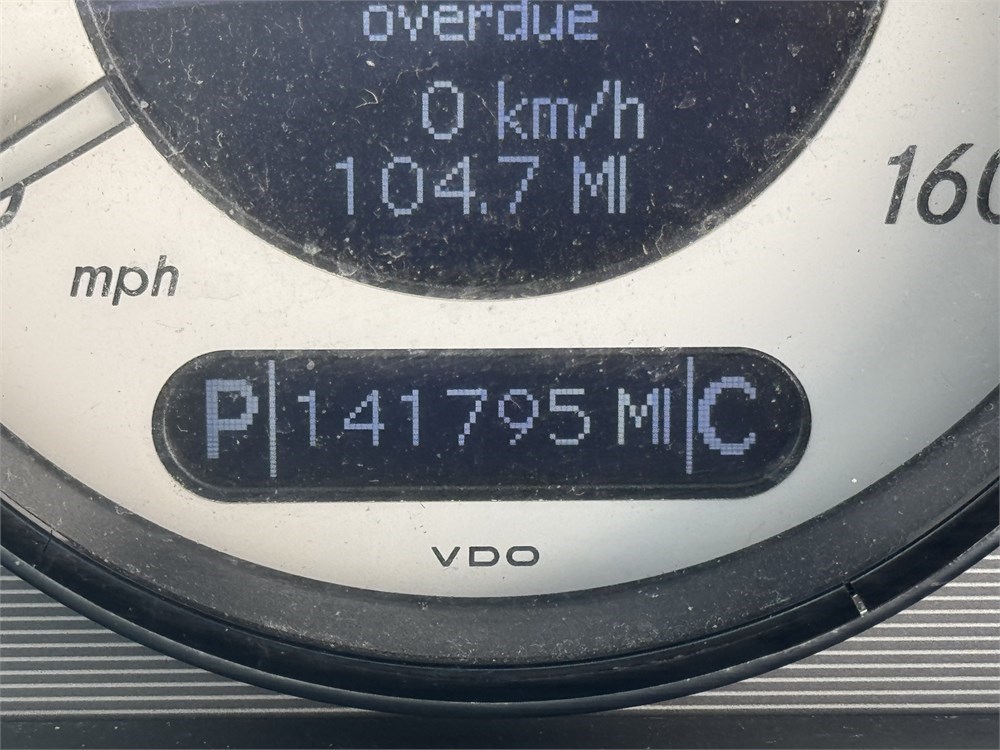 overdue
0 km/h
104.7 MI
160
mph
P 141795 MI C
VDO